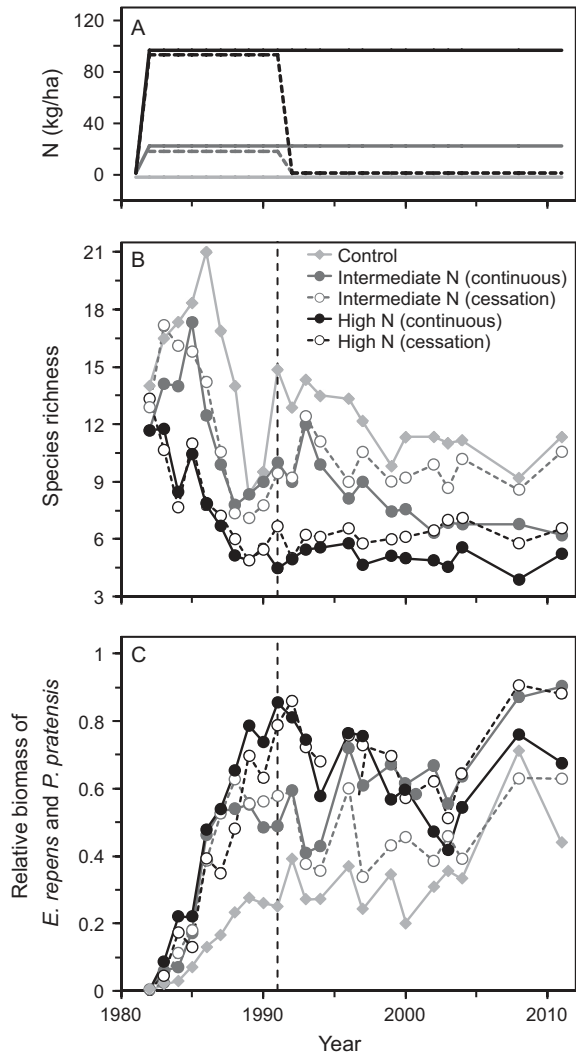 A
N (kg/ha)
120
80
40
0
B
Species richness
21
18
15
12
9
6
3
Control
Intermediate N (continuous)
Intermediate N (cessation)
High N (continuous)
High N (cessation)
C
Relative biomass of
E. repens and P. pratensis
1
0.8
0.6
0.4
0.2
0
1980
1990
2000
2010
Year